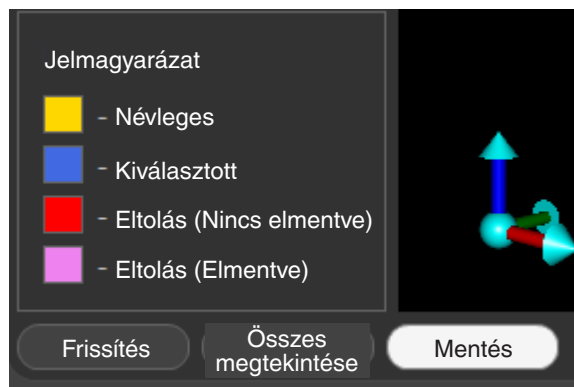 Jelmagyarázat
- Névleges
- Kiválasztott
- Eltolás (Nincs elmentve)
- Eltolás (Elmentve)
Frissítés
Összes
megtekintése
Mentés